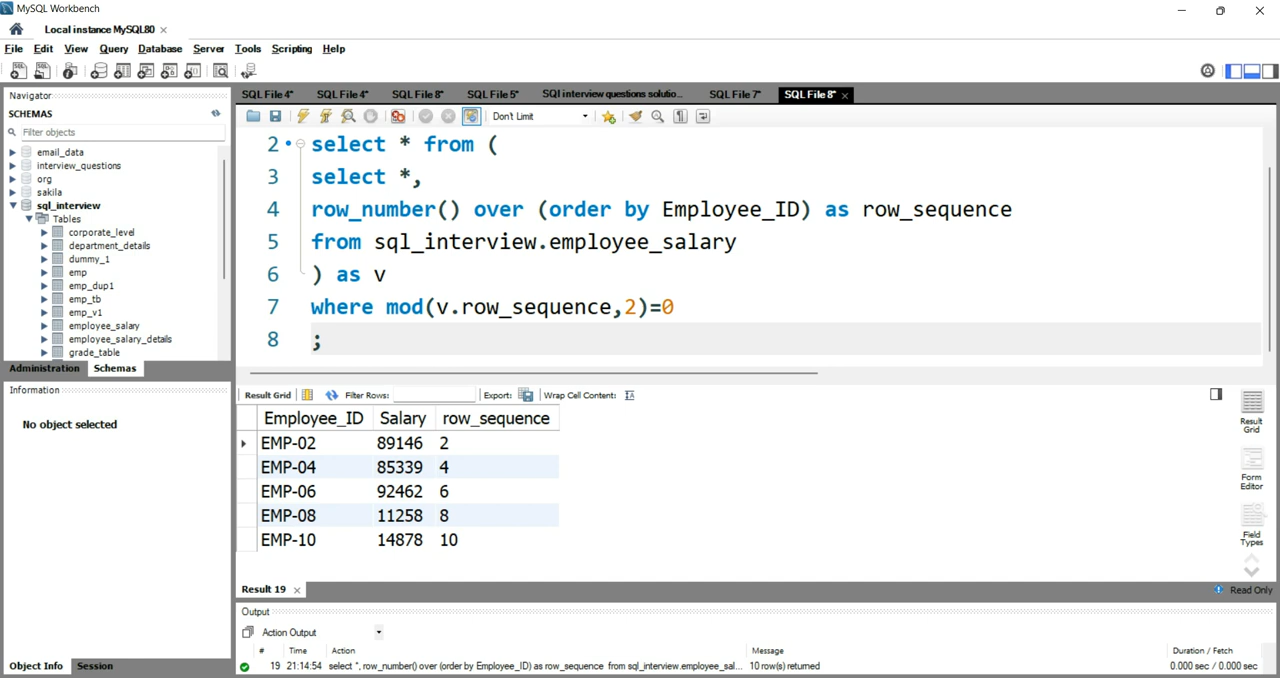 MySQL Workbench
Local instance MySQL80 ×
File Edit View Query Database Server Tools Scripting Help
Navigator
SCHEMAS
Filter objects
email_data
interview_questions
org
sakila
sql_interview
Tables
corporate_level
department_details
dummy_1
emp
emp_dup1
emp_tb
emp_v1
employee_salary
employee_salary_details
grade_table
Administration Schemas
Information
No object selected
Object Info Session
SQL File 4* SQL File 4* SQL File 8* SQL File 5* SQl interview questions solutio... SQL File 7* SQL File 8* ×
Don't Limit
2 select * from (
3 select *,
4 row_number() over (order by Employee_ID) as row_sequence
5 from sql_interview.employee_salary
6 ) as v
7 where mod(v.row_sequence,2)=0
8 ;
Result Grid Filter Rows: Export: Wrap Cell Content:
Employee_ID Salary row_sequence
EMP-02 89146 2
EMP-04 85339 4
EMP-06 92462 6
EMP-08 11258 8
EMP-10 14878 10
Result Grid
Form Editor
Field Types
Result 19 × Read Only
Output
Action Output
# Time Action Message Duration / Fetch
19 21:14:54 select *, row_number() over (order by Employee_ID) as row_sequence from sql_interview.employee_sal... 10 row(s) returned 0.000 sec / 0.000 sec